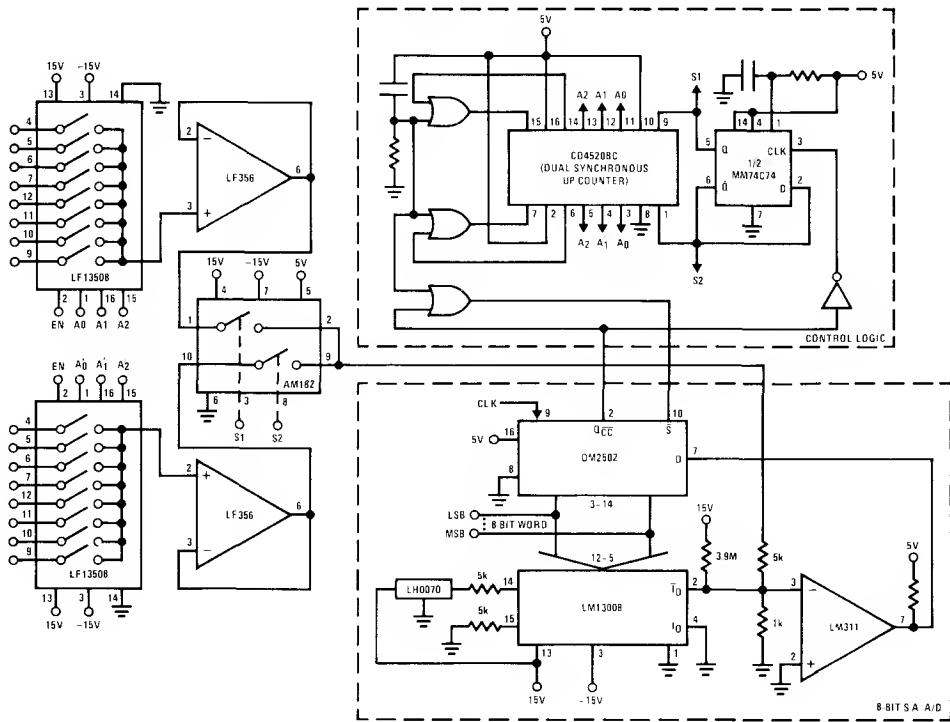 15V
-15V
13
3
14
4
5
6
7
12
11
10
9
LF13508
2
1
16
15
EN
A0
A1
A2
2
−
3
+
LF356
6
15V
-15V
5V
4
7
5
1
2
10
9
AM182
6
3
8
S1
S2
EN
A'0
A'1
A2
2
1
16
15
4
5
6
7
12
11
10
9
LF13508
13
3
14
15V
-15V
2
+
3
−
LF356
6
5V
A2
A1
A0
15
16
14
13
12
11
10
9
CD4520BC
(DUAL SYNCHRONOUS
UP COUNTER)
7
2
6
5
4
3
8
1
A2
A'1
A0
S1
S2
5V
14
4
1
5
Q
CLK
3
1/2
MM74C74
6
Q̄
D
2
7
CONTROL LOGIC
CLK
9
2
10
QCC
S̄
5V
16
8
DM2502
D
7
3-14
LSB
8-BIT WORD
MSB
12-5
15V
3.9M
5k
5V
LH0070
5k
14
5k
15
LM1300B
ĪO
2
IO
4
13
3
1
15V
-15V
1k
3
−
LM311
7
2
+
8-BIT S.A. A/D